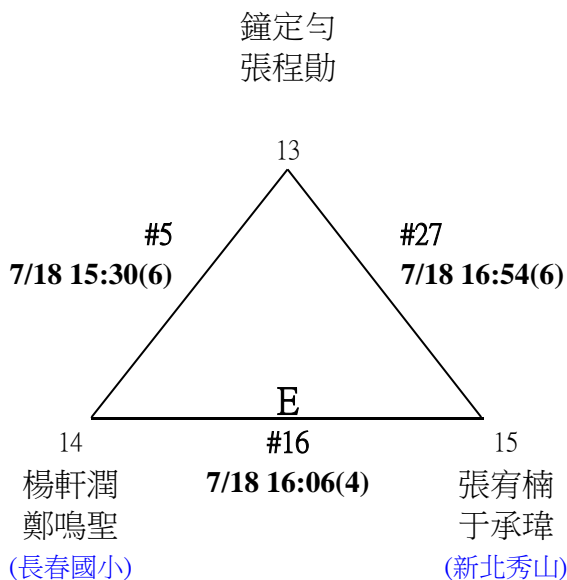 鐘定勻
張程勛
13
#5
7/18 15:30(6)
#27
7/18 16:54(6)
E
14
#16
15
楊軒潤
7/18 16:06(4)
張宥楠
鄭鳴聖
于承瑋
(長春國小)
(新北秀山)